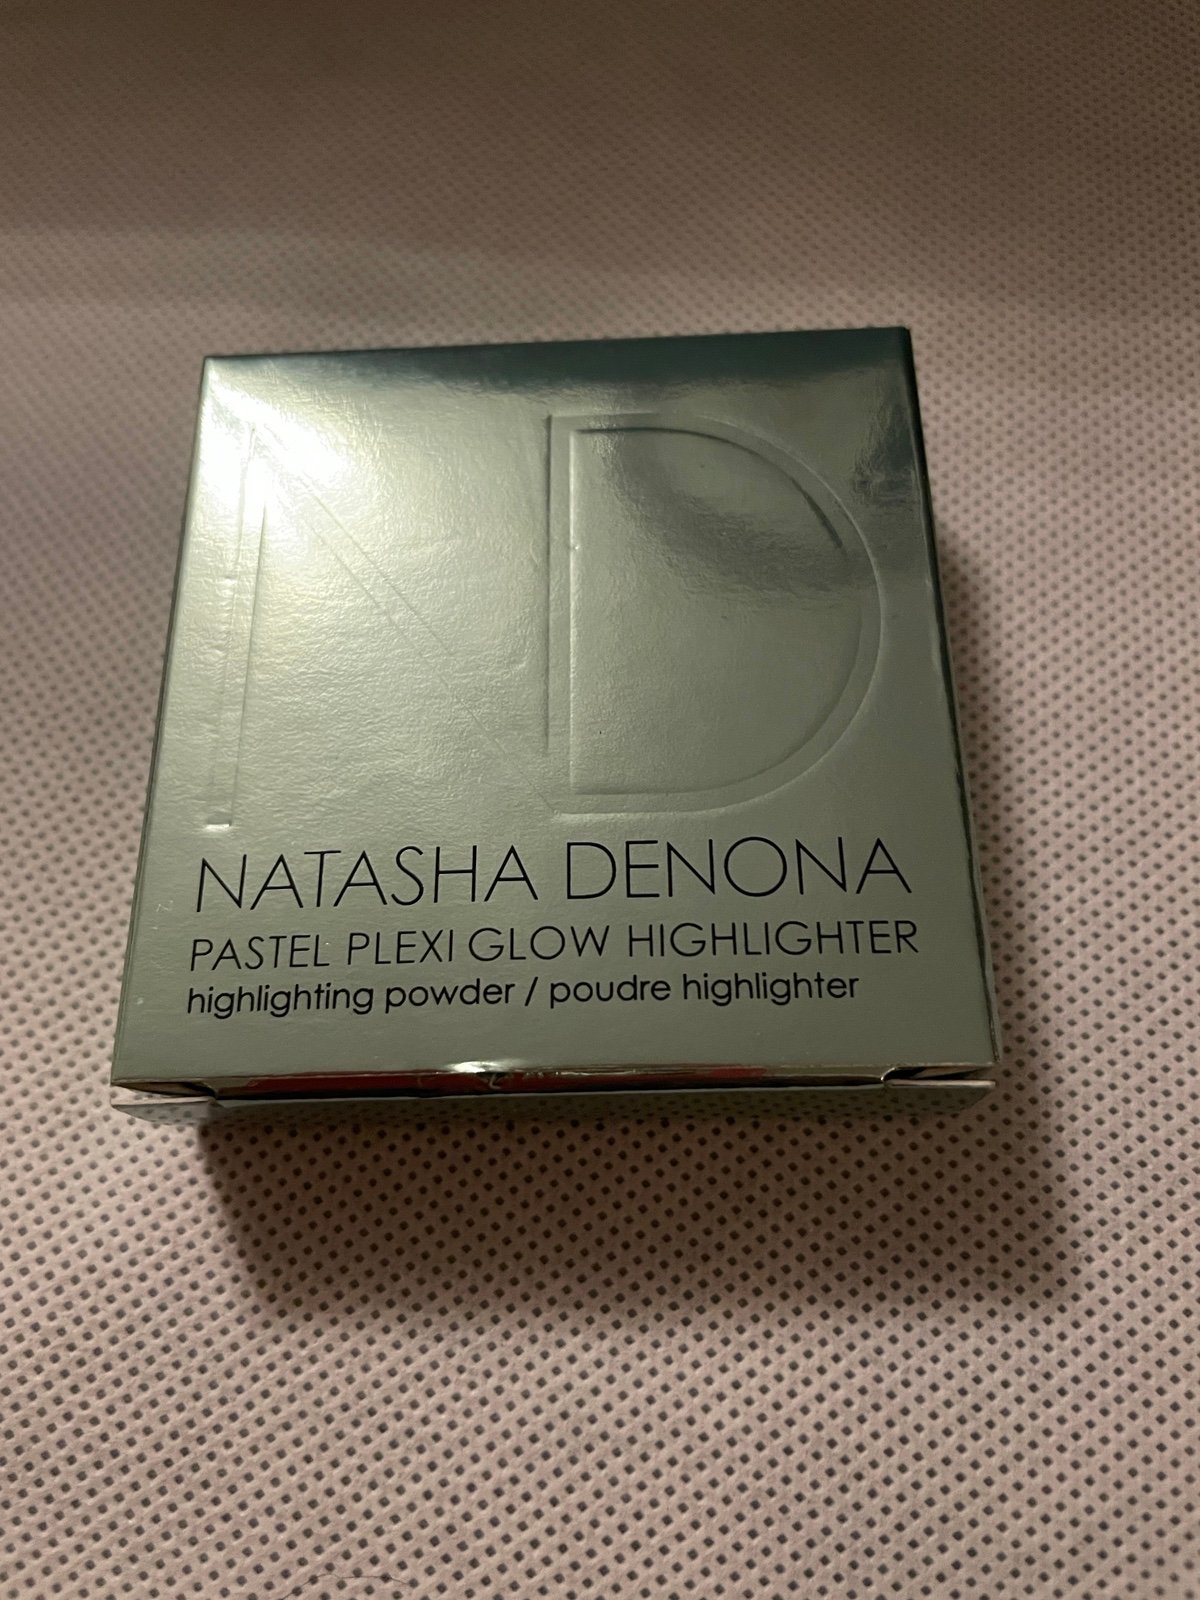 ND
NATASHA DENONA
PASTEL PLEXI GLOW HIGHLIGHTER
highlighting powder / poudre highlighter